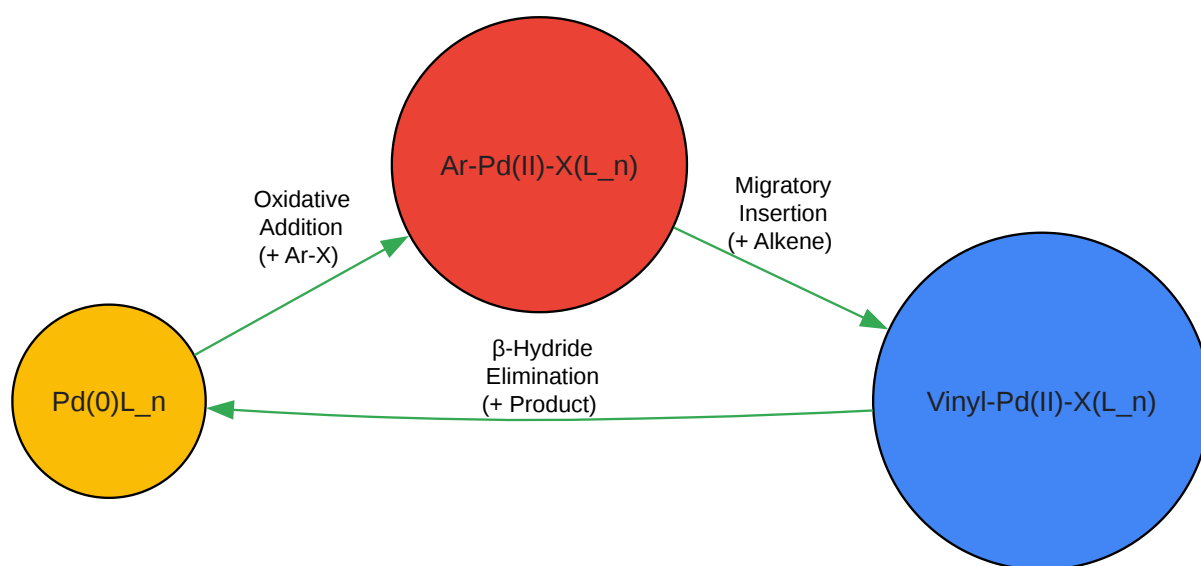 Ar-Pd(II)-X(L_n)
Oxidative
Addition
(+ Ar-X)
Migratory
Insertion
(+ Alkene)
β-Hydride
Elimination
(+ Product)
Pd(0)L_n
Vinyl-Pd(II)-X(L_n)